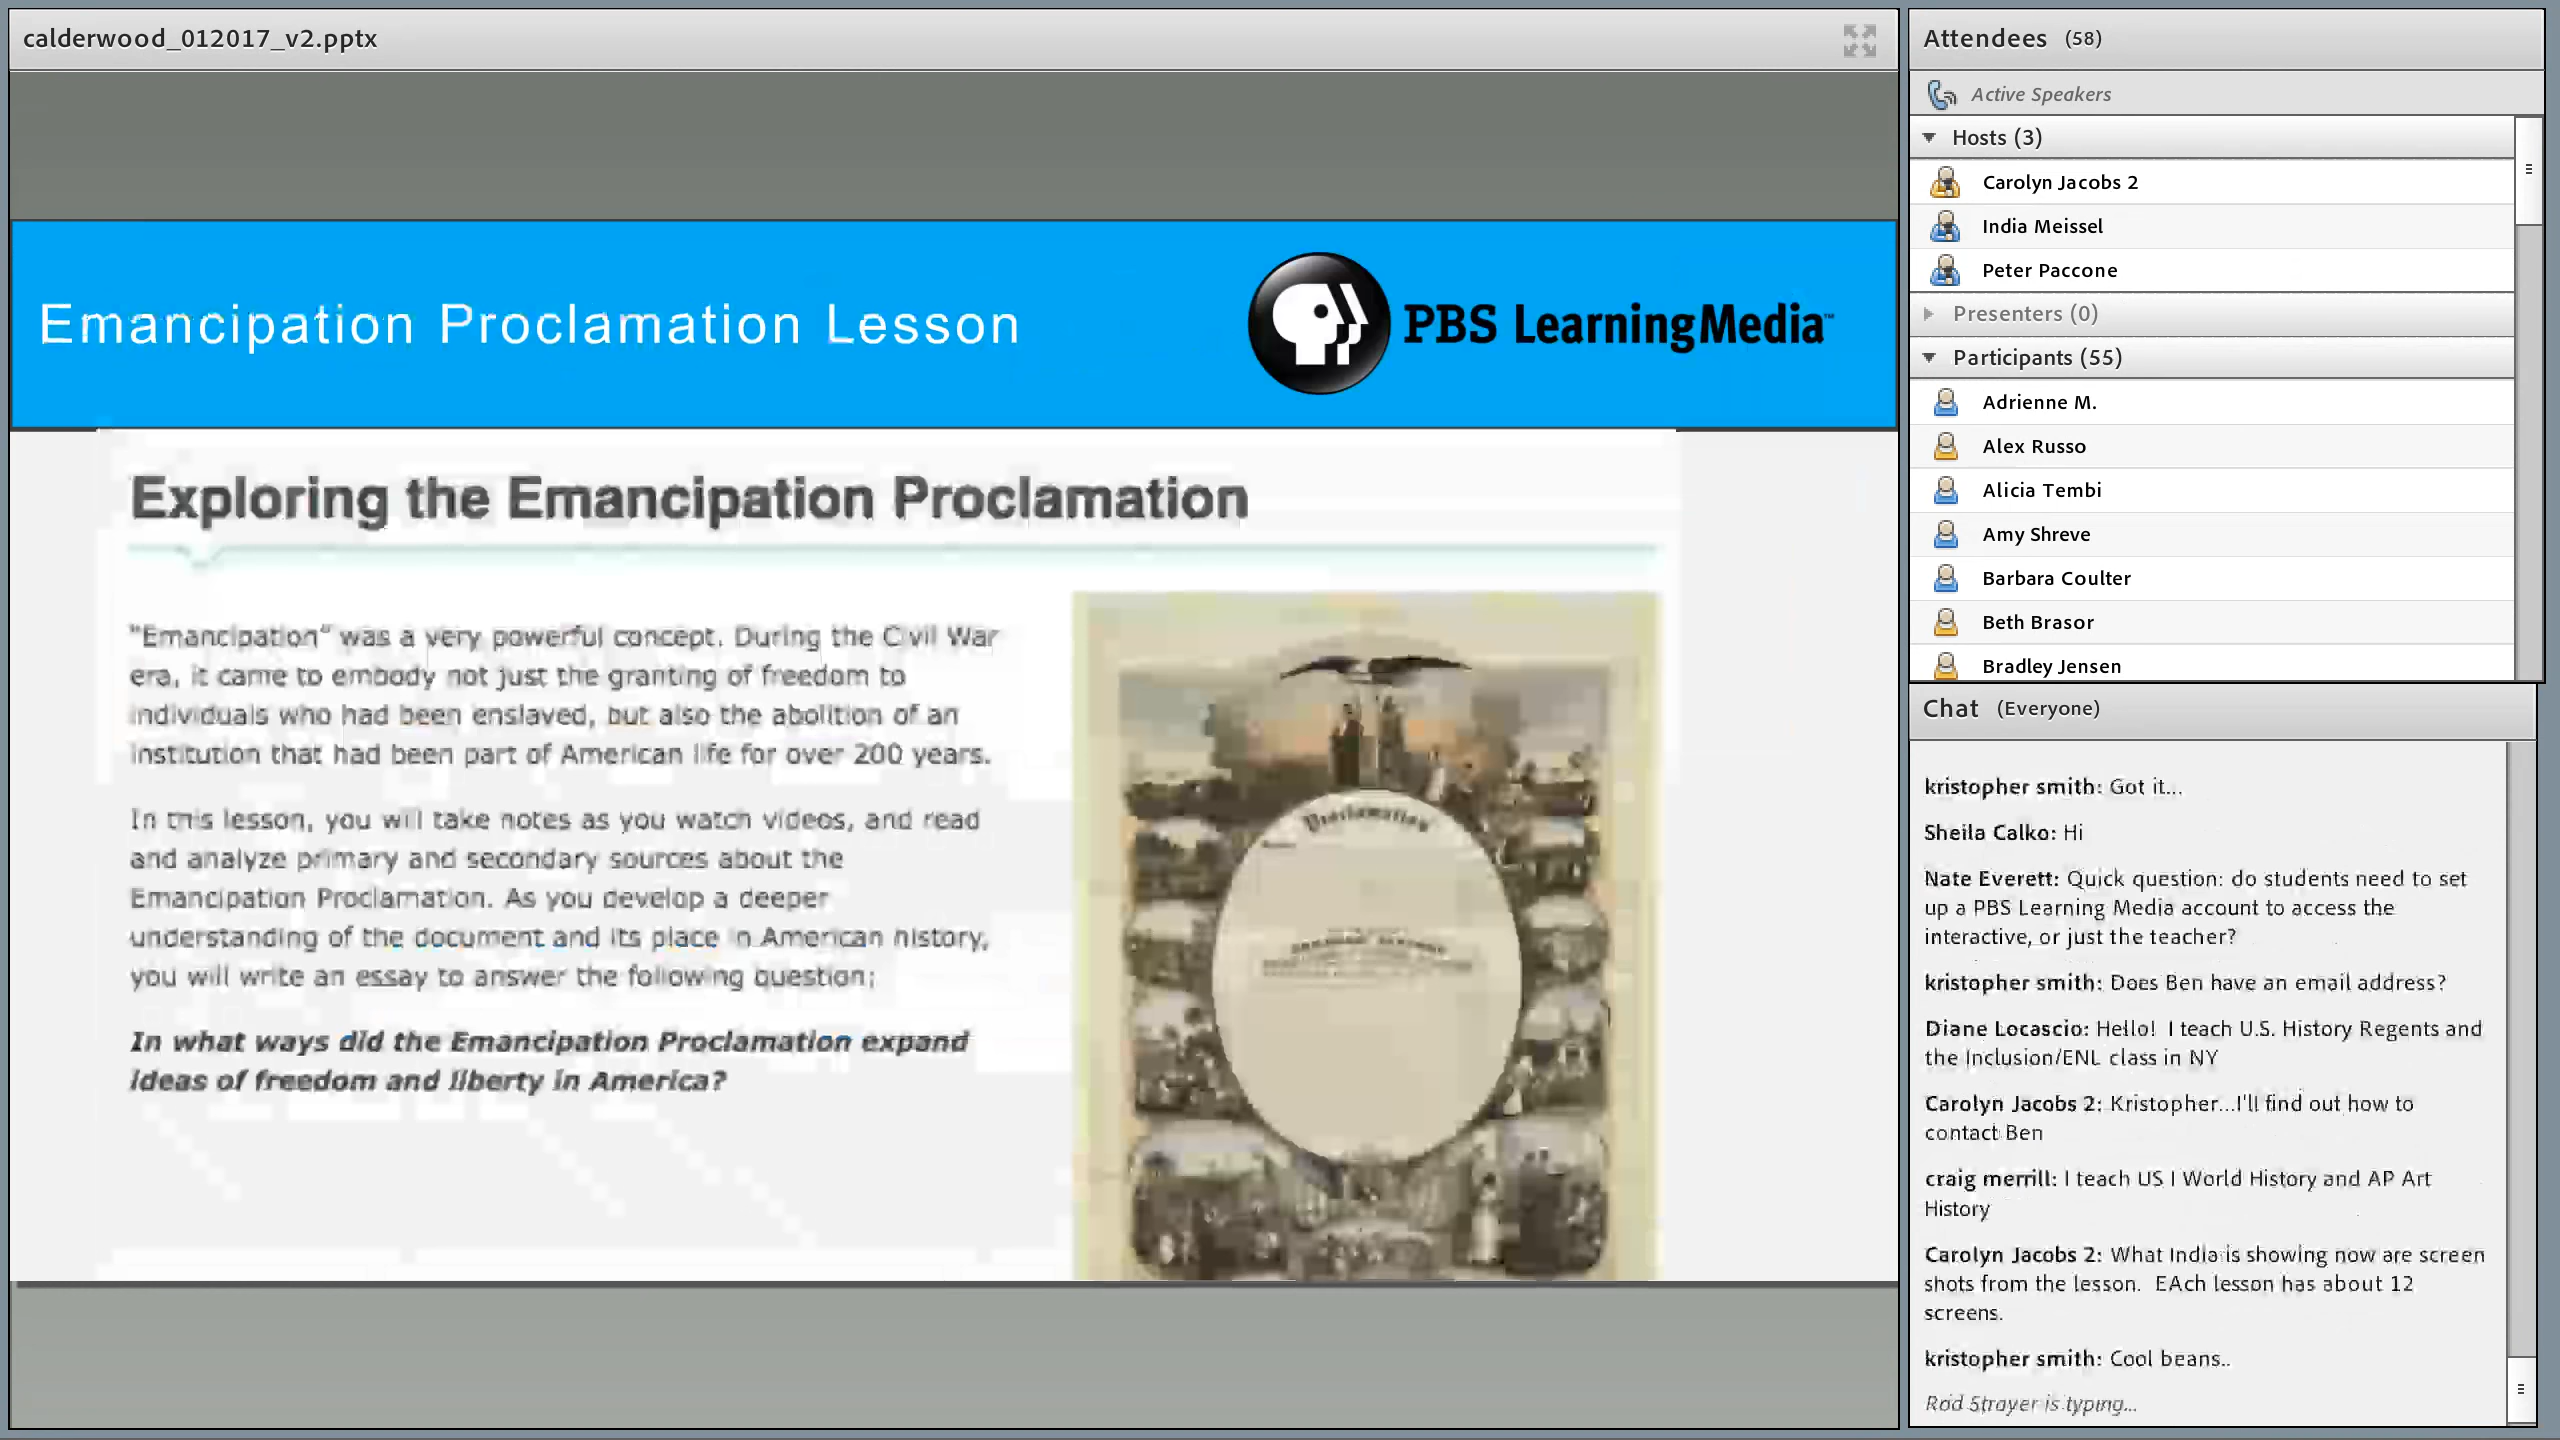 calderwood_012017_v2.pptx
Emancipation Proclamation Lesson
PBS LearningMedia™
Exploring the Emancipation Proclamation
"Emancipation" was a very powerful concept. During the Civil War
era, it came to embody not just the granting of freedom to
individuals who had been enslaved, but also the abolition of an
institution that had been part of American life for over 200 years.
In this lesson, you will take notes as you watch videos, and read
and analyze primary and secondary sources about the
Emancipation Proclamation. As you develop a deeper
understanding of the document and its place in American history,
you will write an essay to answer the following question:
In what ways did the Emancipation Proclamation expand
ideas of freedom and liberty in America?
Proclamation
Attendees (58)
Active Speakers
Hosts (3)
Carolyn Jacobs 2
India Meissel
Peter Paccone
Presenters (0)
Participants (55)
Adrienne M.
Alex Russo
Alicia Tembi
Amy Shreve
Barbara Coulter
Beth Brasor
Bradley Jensen
Chat (Everyone)
kristopher smith: Got it...
Sheila Calko: Hi
Nate Everett: Quick question: do students need to set
up a PBS Learning Media account to access the
interactive, or just the teacher?
kristopher smith: Does Ben have an email address?
Diane Locascio: Hello! I teach U.S. History Regents and
the Inclusion/ENL class in NY
Carolyn Jacobs 2: Kristopher...I'll find out how to
contact Ben
craig merrill: I teach US I World History and AP Art
History
Carolyn Jacobs 2: What India is showing now are screen
shots from the lesson. EAch lesson has about 12
screens.
kristopher smith: Cool beans..
Rod Strayer is typing...